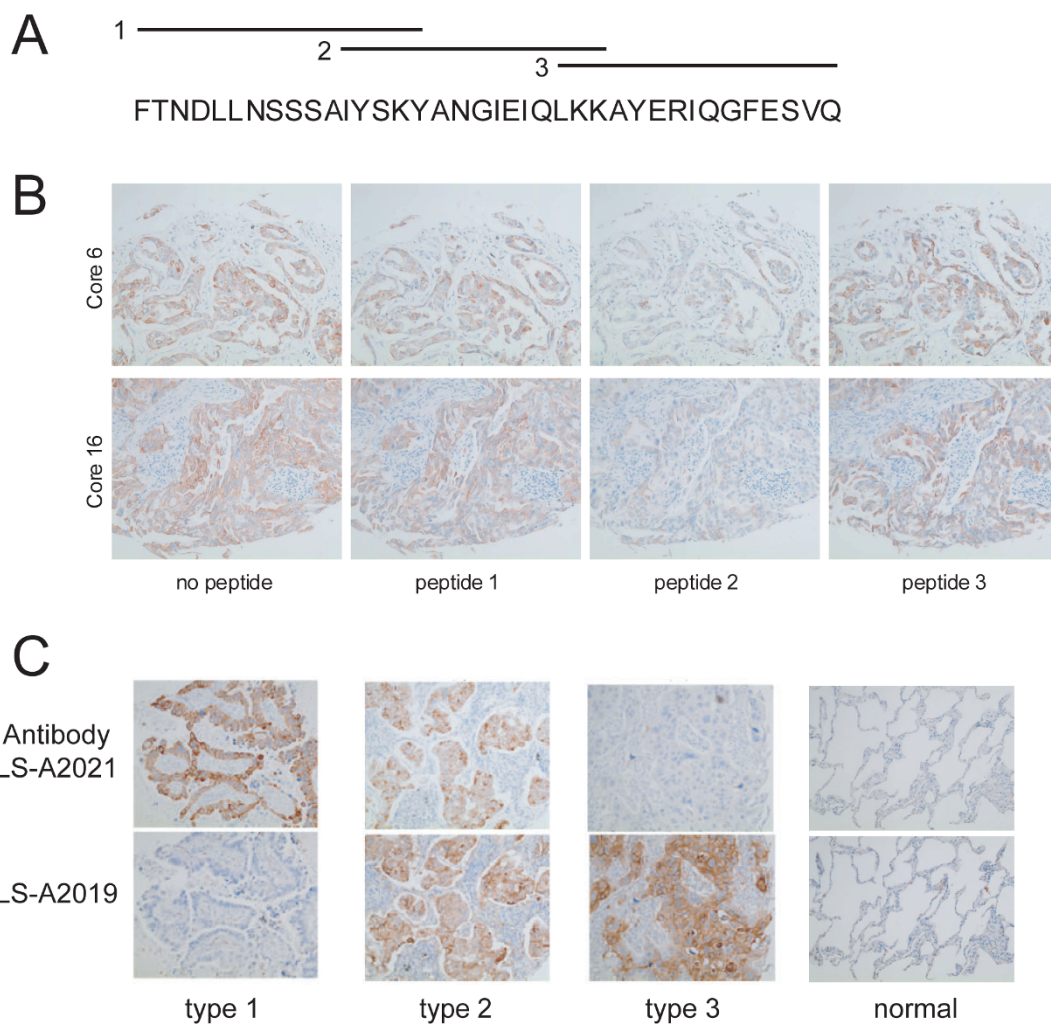 A
1
2
3
FTNDLLNSSSAIYSKYANGIEIQLKKAYERIQGFESVQ
B
Core 6
Core 16
no peptide
peptide 1
peptide 2
peptide 3
C
Antibody
LS-A2021
LS-A2019
type 1
type 2
type 3
normal